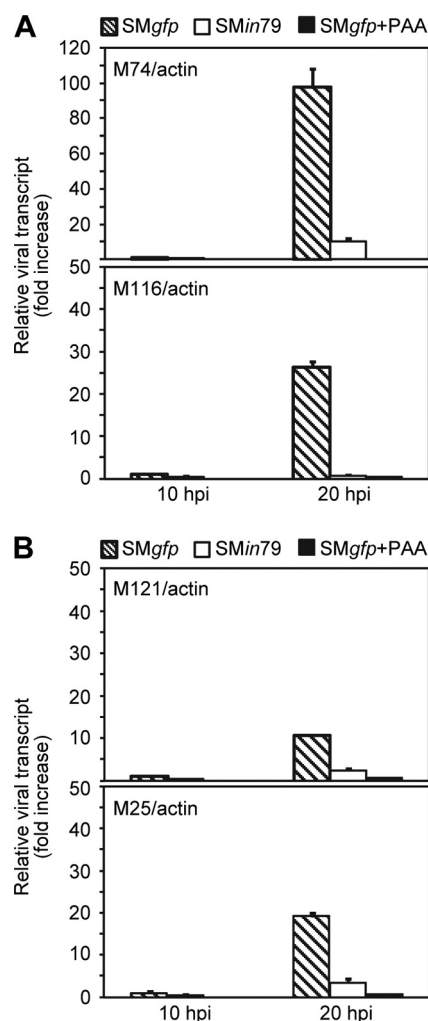 A SMgfp SMin79 SMgfp+PAA
120
M74/actin
100
80
60
40
20
Relative viral transcript
(fold increase)
50
M116/actin
40
30
20
10
0
10 hpi 20 hpi
B SMgfp SMin79 SMgfp+PAA
50
M121/actin
40
30
20
10
Relative viral transcript
(fold increase)
50
M25/actin
40
30
20
10
0
10 hpi 20 hpi